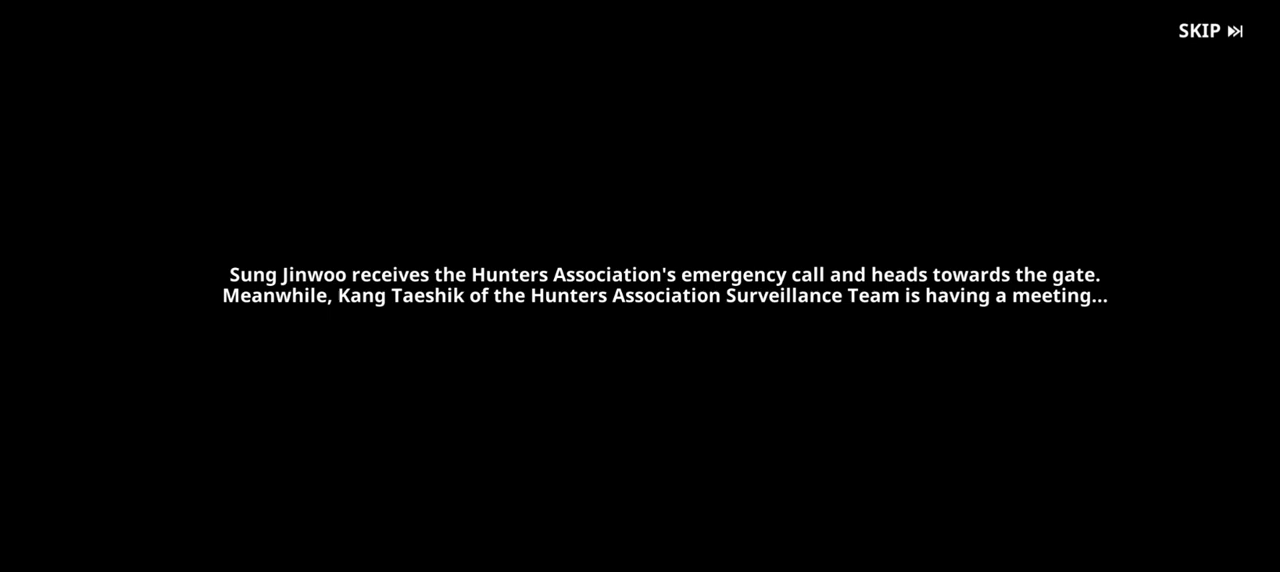 SKIP
Sung Jinwoo receives the Hunters Association's emergency call and heads towards the gate.
Meanwhile, Kang Taeshik of the Hunters Association Surveillance Team is having a meeting...